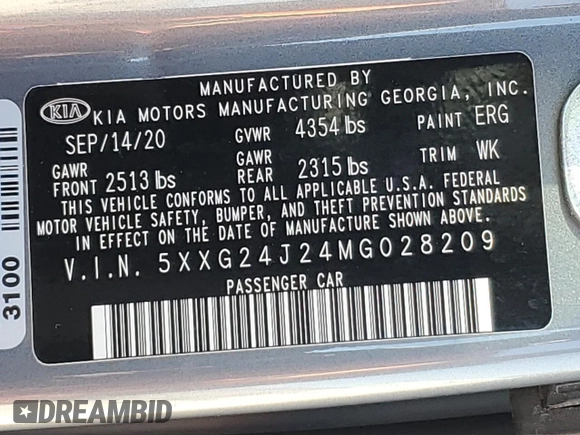 MANUFACTURED BY
KIA KIA MOTORS MANUFACTURING GEORGIA, INC.
SEP/14/20 GVWR 4354 lbs PAINT ERG
GAWR FRONT 2513 lbs GAWR REAR 2315 lbs TRIM WK
THIS VEHICLE CONFORMS TO ALL APPLICABLE U.S.A. FEDERAL
MOTOR VEHICLE SAFETY, BUMPER, AND THEFT PREVENTION STANDARDS
IN EFFECT ON THE DATE OF MANUFACTURE SHOWN ABOVE.
V.I.N. 5XXG24J24MG028209
PASSENGER CAR
3100
DREAMBID